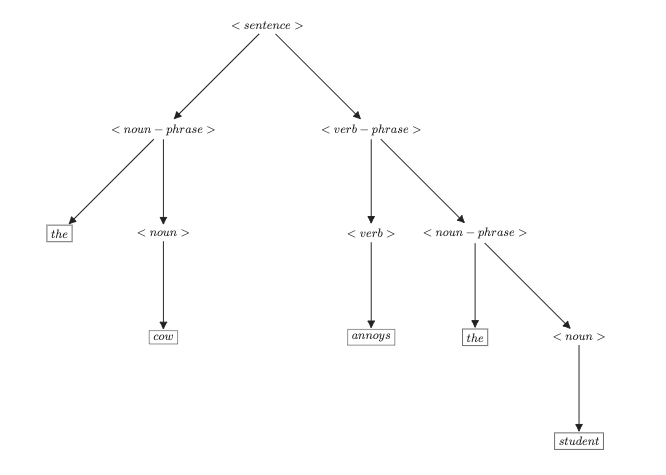 < sentence >
< noun − phrase > < verb − phrase >
the < noun > < verb > < noun − phrase >
cow annoys the < noun >
student